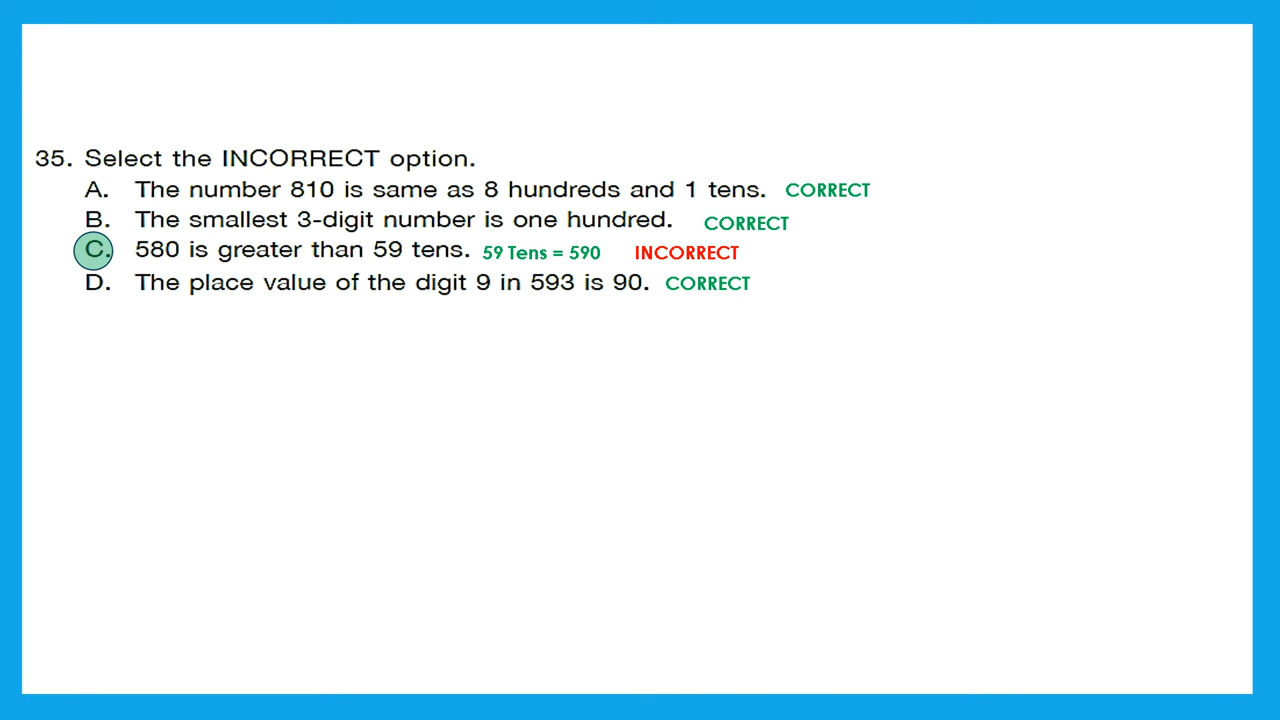 35. Select the INCORRECT option.
A. The number 810 is same as 8 hundreds and 1 tens. CORRECT
B. The smallest 3-digit number is one hundred. CORRECT
C. 580 is greater than 59 tens. 59 Tens = 590 INCORRECT
D. The place value of the digit 9 in 593 is 90. CORRECT